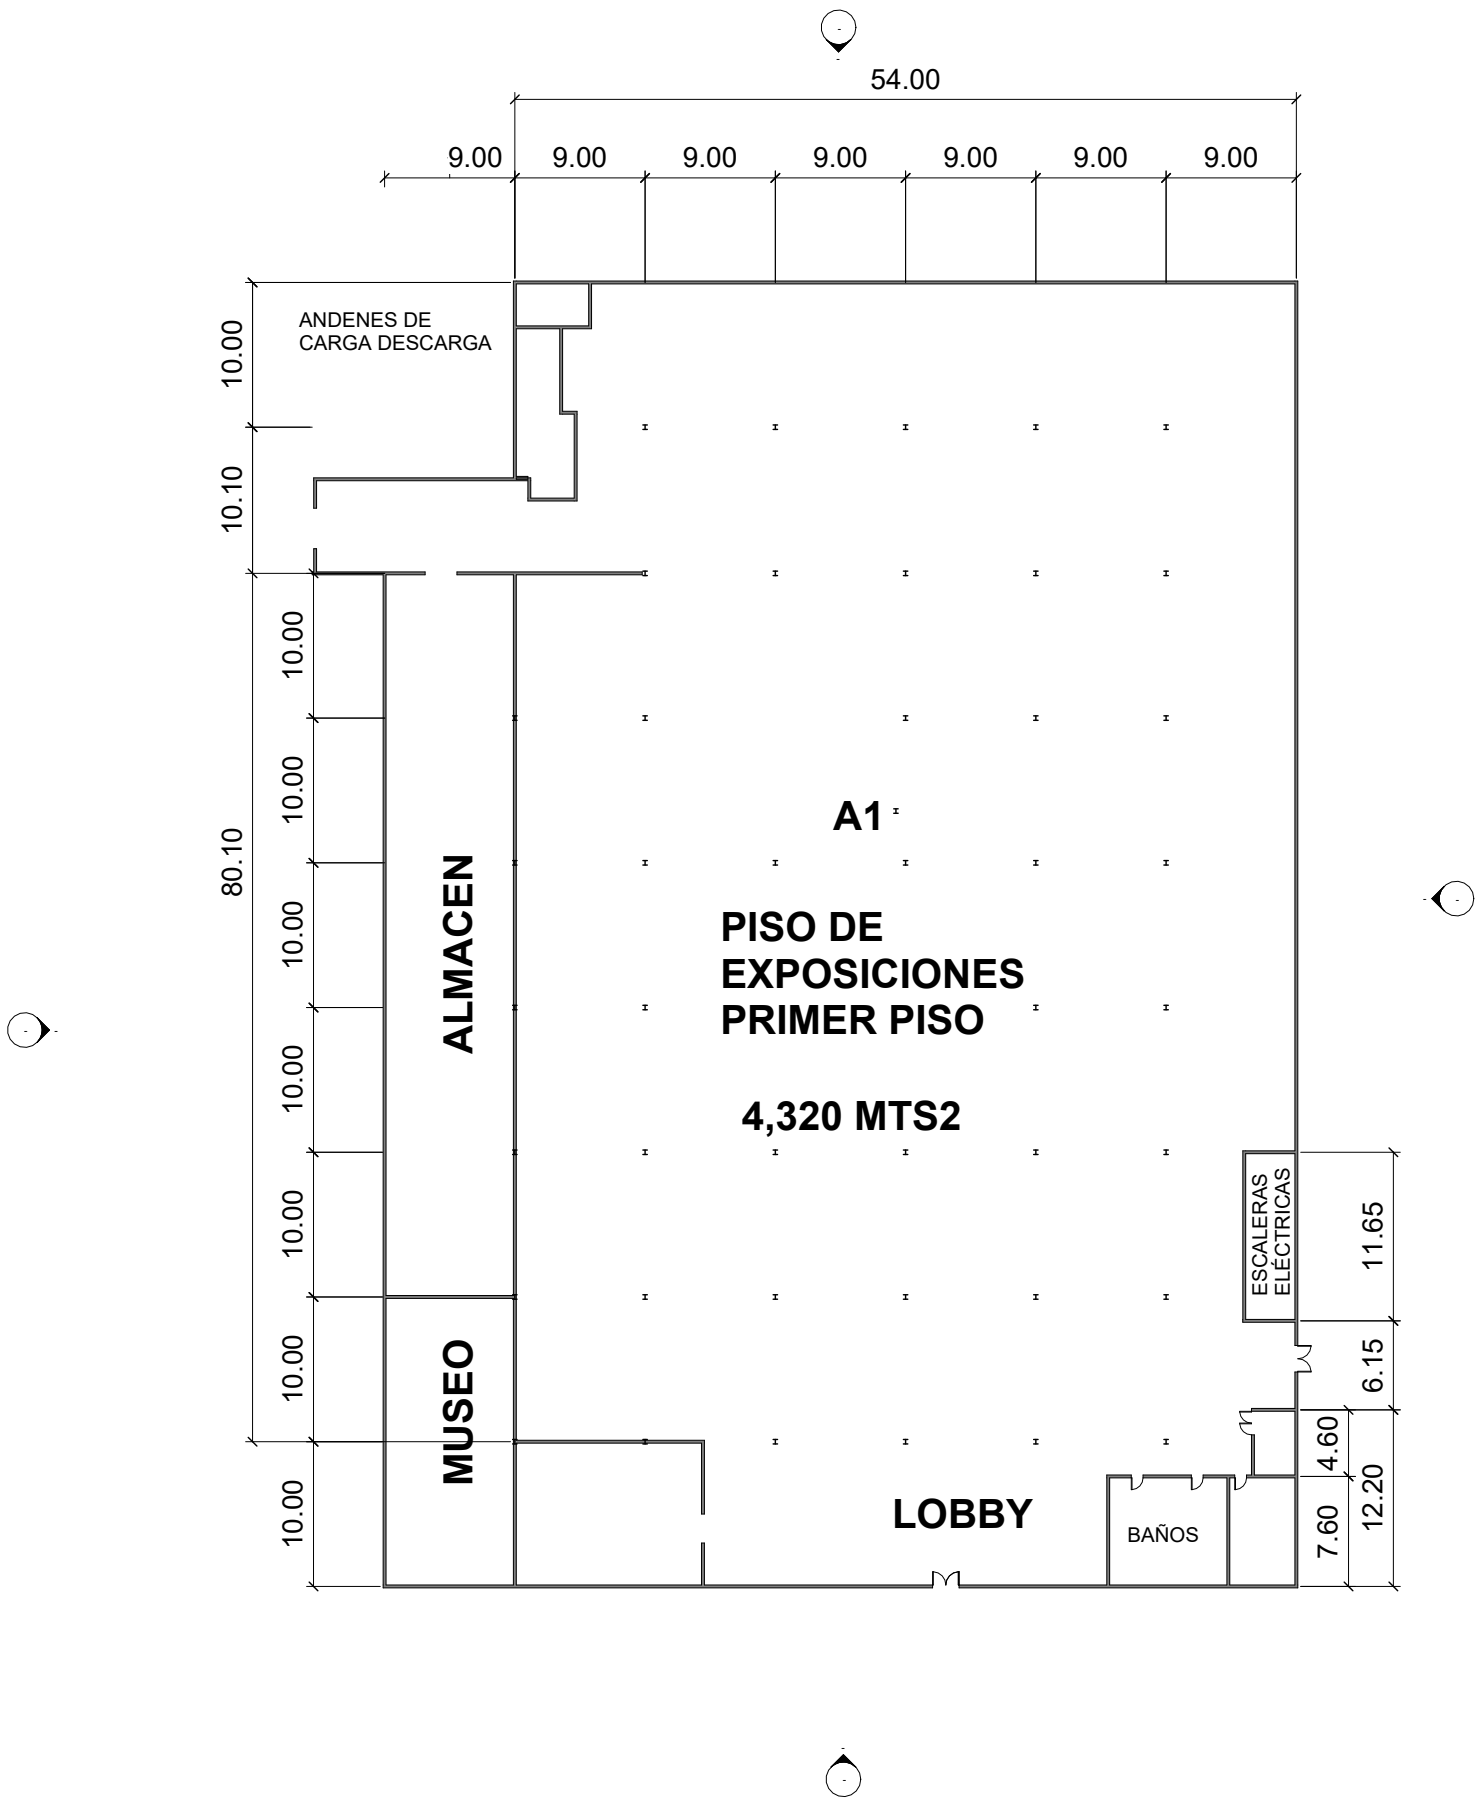 54.00
9.00 9.00 9.00 9.00 9.00 9.00 9.00
ANDENES DE
CARGA DESCARGA
10.00
10.10
80.10
10.00
10.00
10.00
10.00
10.00
10.00
10.00
ALMACEN
MUSEO
A1
PISO DE
EXPOSICIONES
PRIMER PISO
4,320 MTS2
ESCALERAS
ELÉCTRICAS
11.65
6.15
4.60
12.20
7.60
LOBBY
BAÑOS